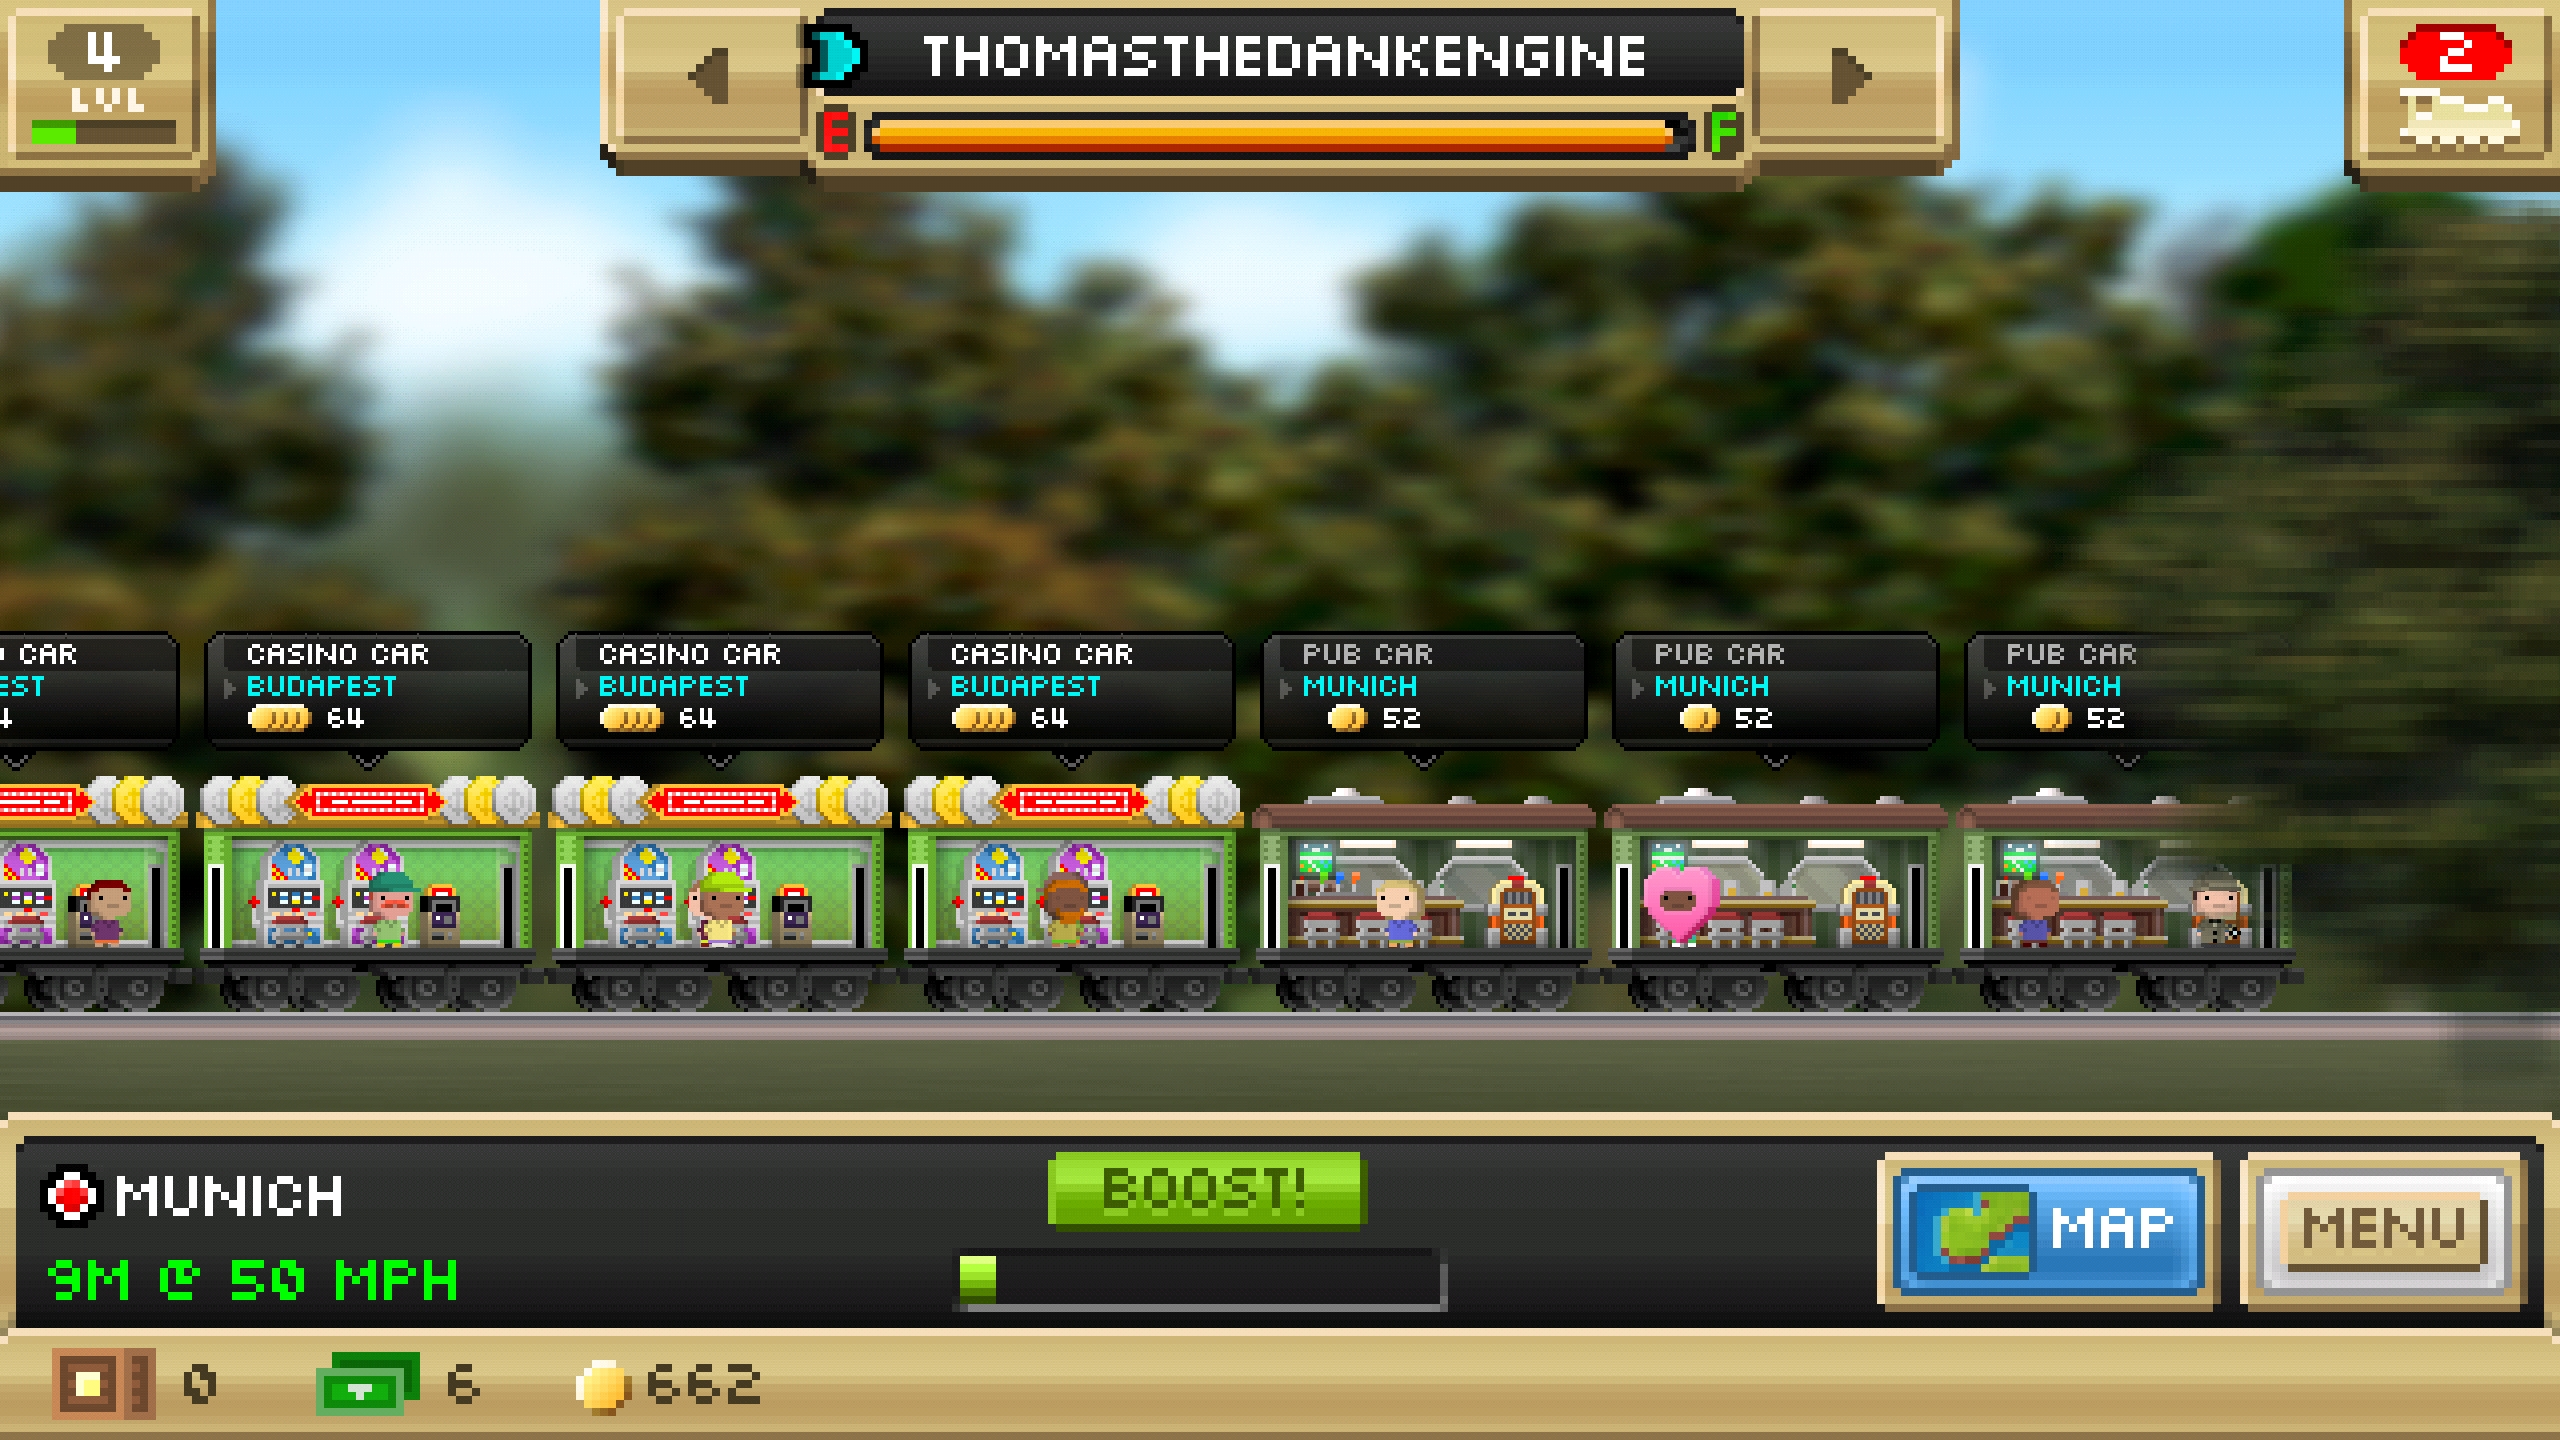 4
LVL
THOMASTHEDANKENGINE
E
F
2
CAR
EST
4
CASINO CAR
BUDAPEST
64
CASINO CAR
BUDAPEST
64
CASINO CAR
BUDAPEST
64
PUB CAR
MUNICH
52
PUB CAR
MUNICH
52
PUB CAR
MUNICH
52
MUNICH
9M @ 50 MPH
BOOST!
MAP
MENU
0
6
662